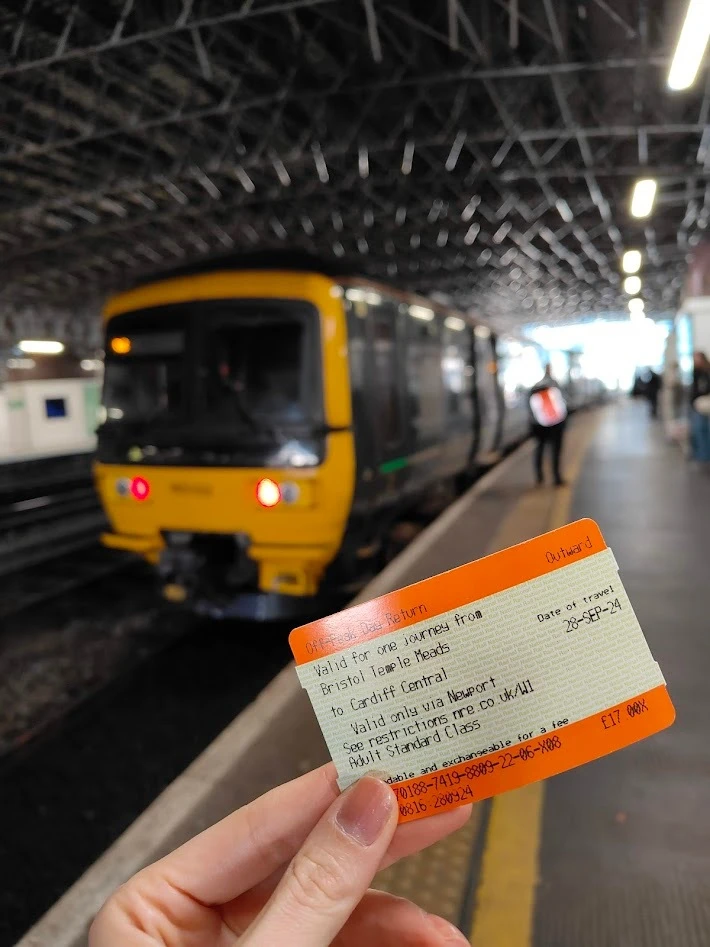 Off-Peak Day Return
Outward
Valid for one journey from
Bristol Temple Meads
to Cardiff Central
Date of travel
28-SEP-24
Valid only via Newport
See restrictions nre.co.uk/W1
Adult Standard Class
dable and exchangeable for a fee
£17.00X
70188-7419-8809-22-06-X08
0816 280924